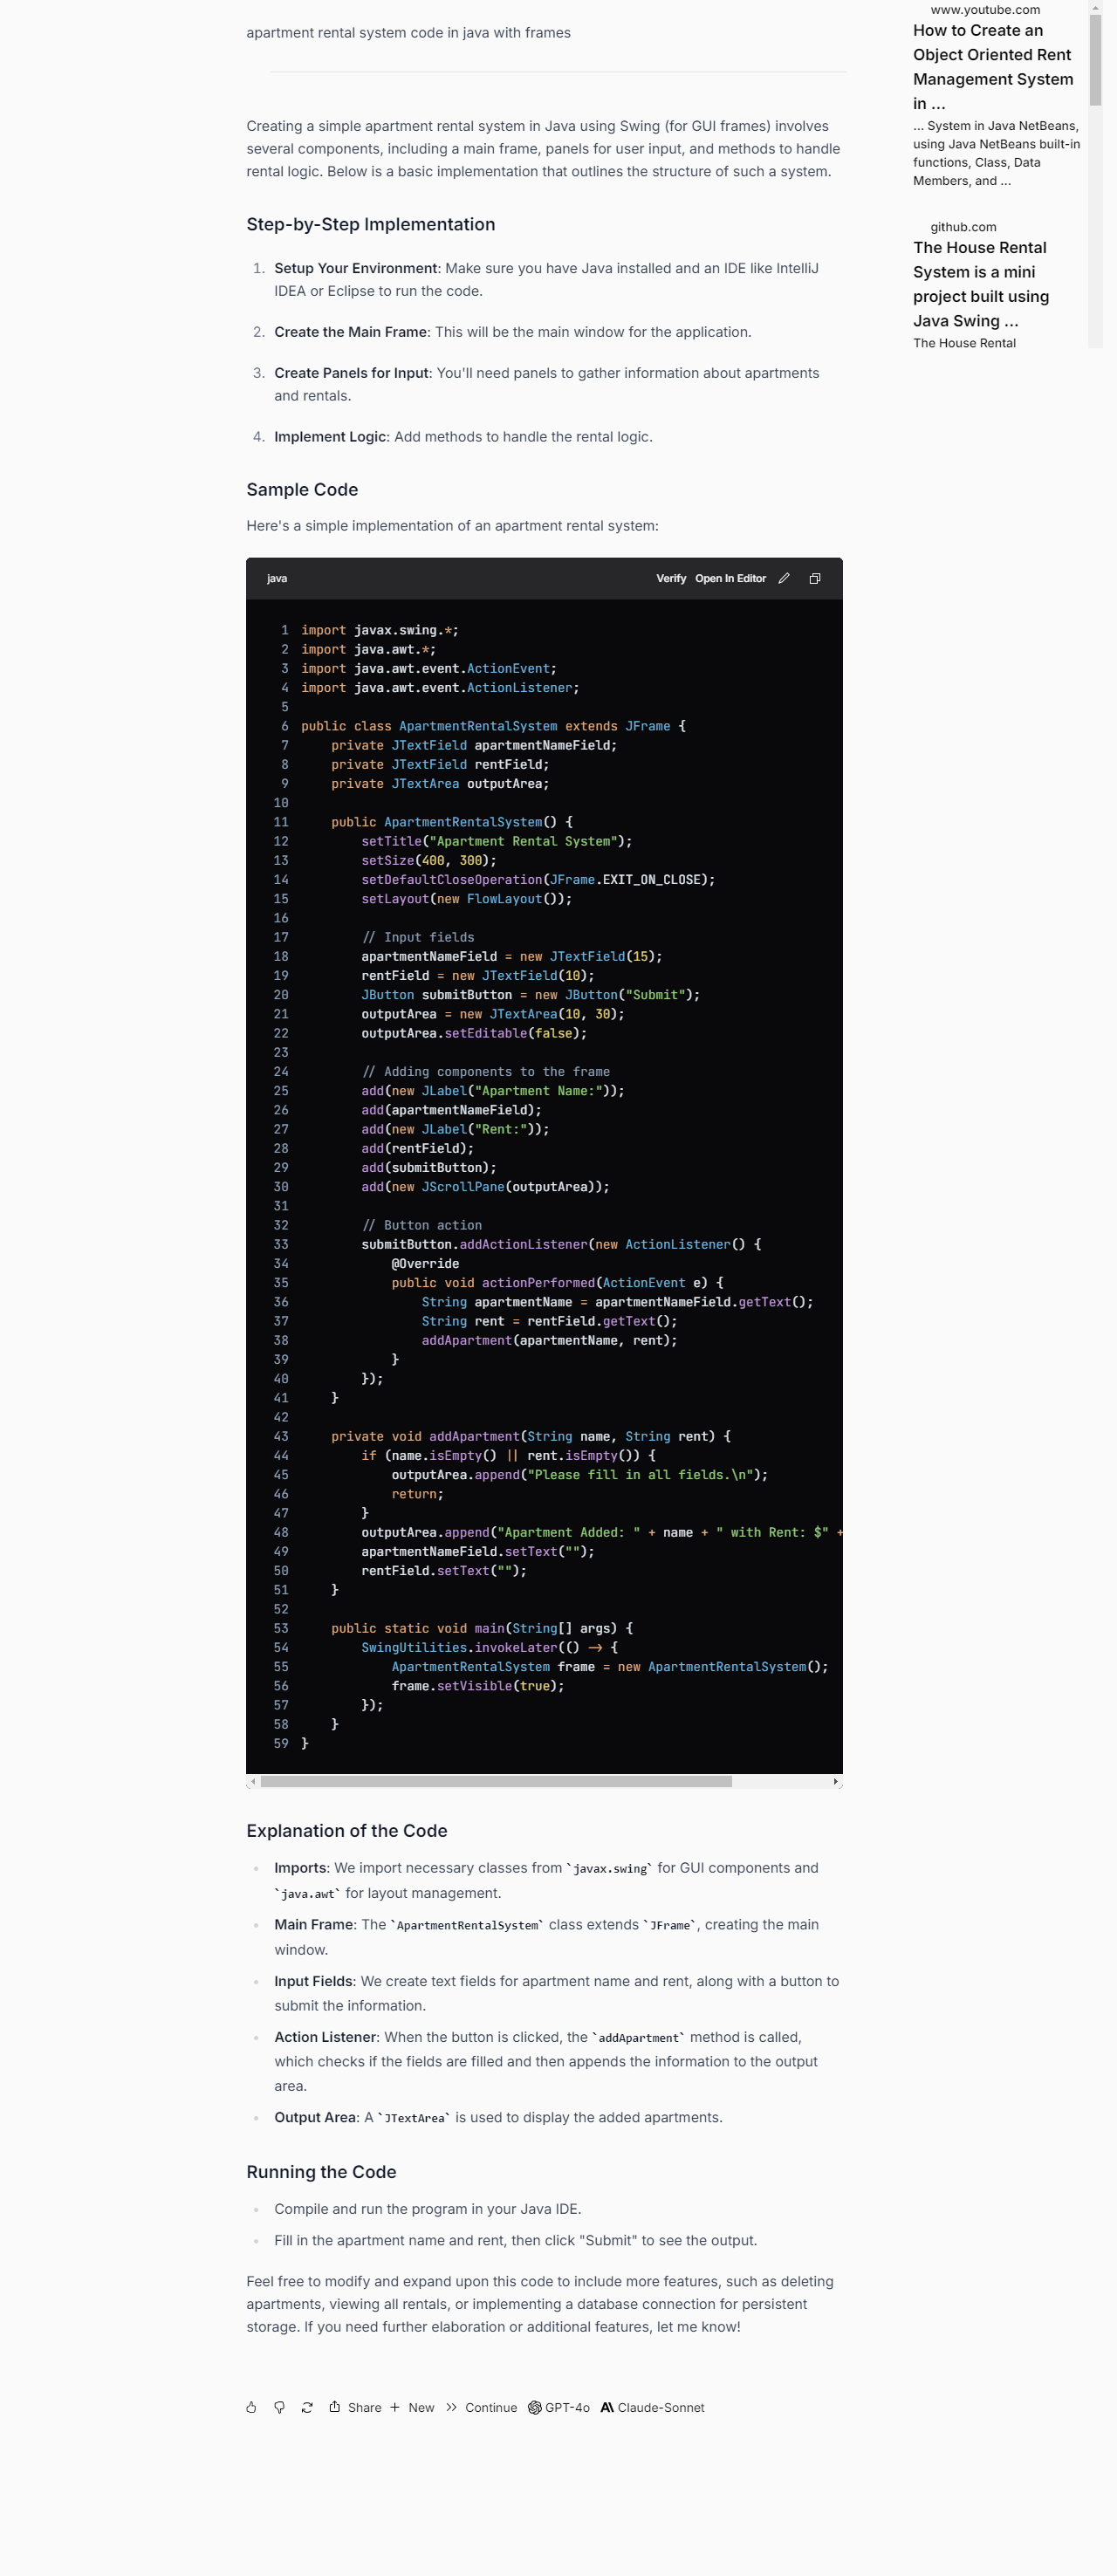 apartment rental system code in java with frames
Creating a simple apartment rental system in Java using Swing (for GUI frames) involves
several components, including a main frame, panels for user input, and methods to handle
rental logic. Below is a basic implementation that outlines the structure of such a system.
Step-by-Step Implementation
1. Setup Your Environment: Make sure you have Java installed and an IDE like IntelliJ
IDEA or Eclipse to run the code.
2. Create the Main Frame: This will be the main window for the application.
3. Create Panels for Input: You'll need panels to gather information about apartments
and rentals.
4. Implement Logic: Add methods to handle the rental logic.
Sample Code
Here's a simple implementation of an apartment rental system:
java Verify Open In Editor
1 import javax.swing.*;
2 import java.awt.*;
3 import java.awt.event.ActionEvent;
4 import java.awt.event.ActionListener;
5
6 public class ApartmentRentalSystem extends JFrame {
7     private JTextField apartmentNameField;
8     private JTextField rentField;
9     private JTextArea outputArea;
10
11     public ApartmentRentalSystem() {
12         setTitle("Apartment Rental System");
13         setSize(400, 300);
14         setDefaultCloseOperation(JFrame.EXIT_ON_CLOSE);
15         setLayout(new FlowLayout());
16
17         // Input fields
18         apartmentNameField = new JTextField(15);
19         rentField = new JTextField(10);
20         JButton submitButton = new JButton("Submit");
21         outputArea = new JTextArea(10, 30);
22         outputArea.setEditable(false);
23
24         // Adding components to the frame
25         add(new JLabel("Apartment Name:"));
26         add(apartmentNameField);
27         add(new JLabel("Rent:"));
28         add(rentField);
29         add(submitButton);
30         add(new JScrollPane(outputArea));
31
32         // Button action
33         submitButton.addActionListener(new ActionListener() {
34             @Override
35             public void actionPerformed(ActionEvent e) {
36                 String apartmentName = apartmentNameField.getText();
37                 String rent = rentField.getText();
38                 addApartment(apartmentName, rent);
39             }
40         });
41     }
42
43     private void addApartment(String name, String rent) {
44         if (name.isEmpty() || rent.isEmpty()) {
45             outputArea.append("Please fill in all fields.\n");
46             return;
47         }
48         outputArea.append("Apartment Added: " + name + " with Rent: $" +
49         apartmentNameField.setText("");
50         rentField.setText("");
51     }
52
53     public static void main(String[] args) {
54         SwingUtilities.invokeLater(() -> {
55             ApartmentRentalSystem frame = new ApartmentRentalSystem();
56             frame.setVisible(true);
57         });
58     }
59 }
Explanation of the Code
Imports: We import necessary classes from `javax.swing` for GUI components and
`java.awt` for layout management.
Main Frame: The `ApartmentRentalSystem` class extends `JFrame`, creating the main
window.
Input Fields: We create text fields for apartment name and rent, along with a button to
submit the information.
Action Listener: When the button is clicked, the `addApartment` method is called,
which checks if the fields are filled and then appends the information to the output
area.
Output Area: A `JTextArea` is used to display the added apartments.
Running the Code
Compile and run the program in your Java IDE.
Fill in the apartment name and rent, then click "Submit" to see the output.
Feel free to modify and expand upon this code to include more features, such as deleting
apartments, viewing all rentals, or implementing a database connection for persistent
storage. If you need further elaboration or additional features, let me know!
Share New Continue GPT-4o Claude-Sonnet
www.youtube.com
How to Create an
Object Oriented Rent
Management System
in ...
... System in Java NetBeans,
using Java NetBeans built-in
functions, Class, Data
Members, and ...
github.com
The House Rental
System is a mini
project built using
Java Swing ...
The House Rental